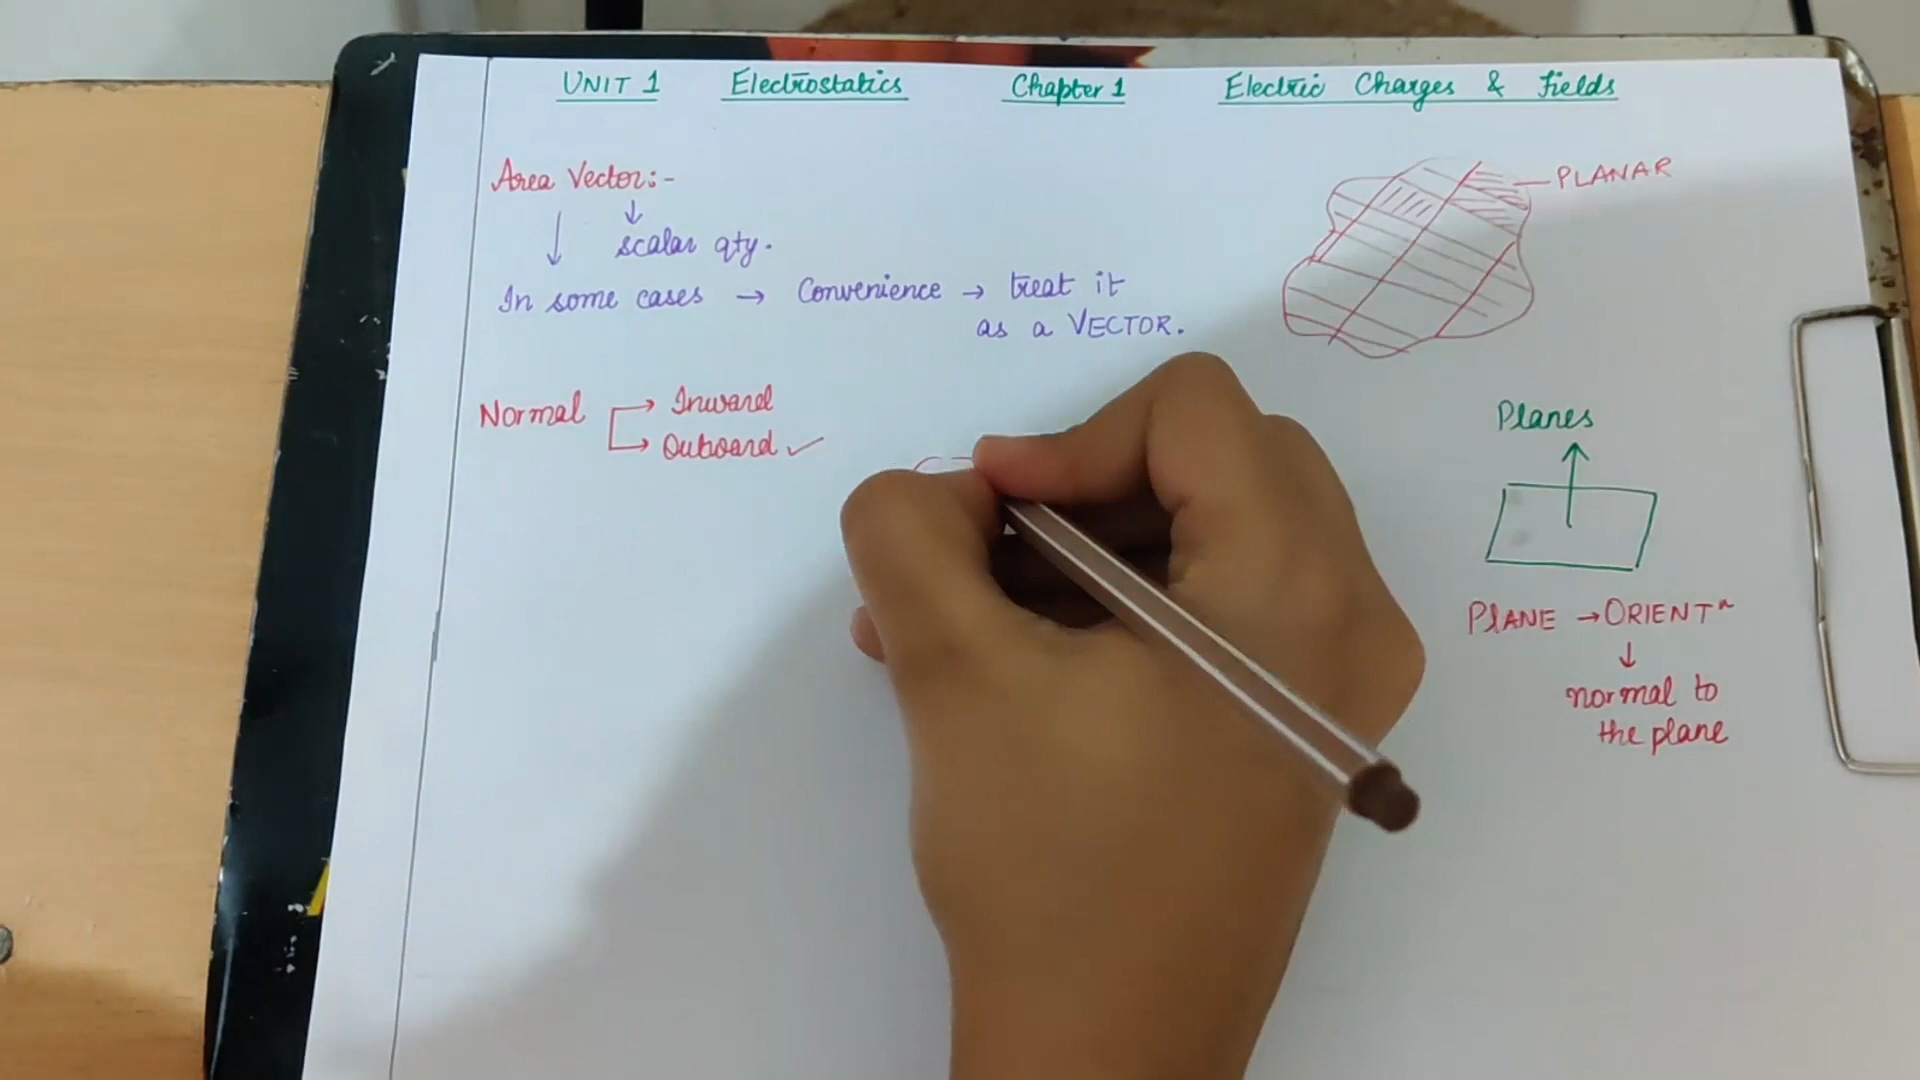 UNIT 1 Electrostatics Chapter 1 Electric Charges & Fields
Area Vector:-
scalar qty.
In some cases → Convenience → treat it
as a VECTOR.
Normal → Inward
→ Outward ✓
PLANAR
Planes
PLANE → ORIENTⁿ
normal to
the plane